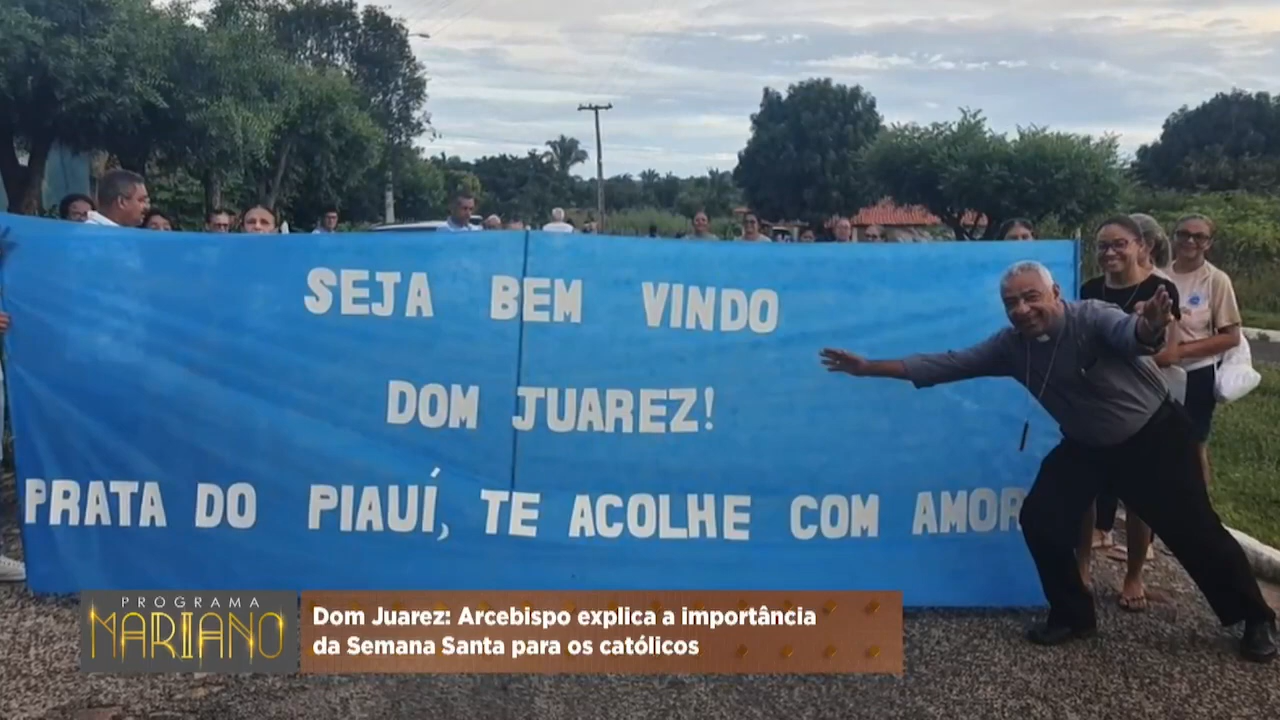 SEJA BEM VINDO
DOM JUAREZ!
PRATA DO PIAUÍ, TE ACOLHE COM AMOR
PROGRAMA
MARIANO
Dom Juarez: Arcebispo explica a importância
da Semana Santa para os católicos